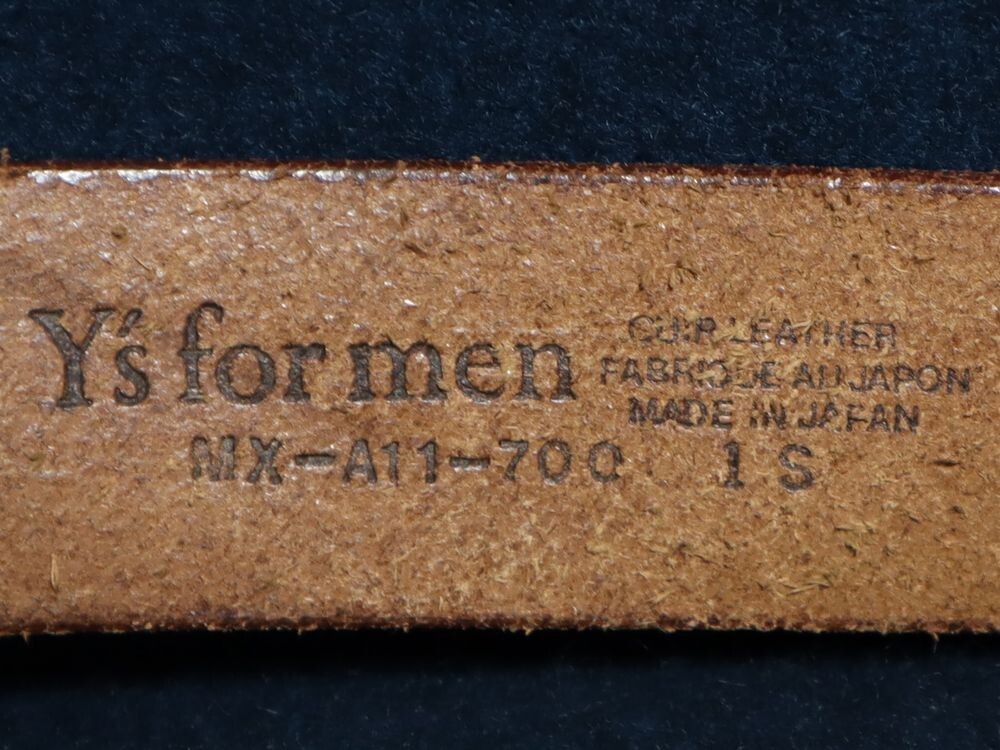 Y's for men
CUIR LEATHER
FABRIQUE AU JAPON
MADE IN JAPAN
MX-A11-700 1 S